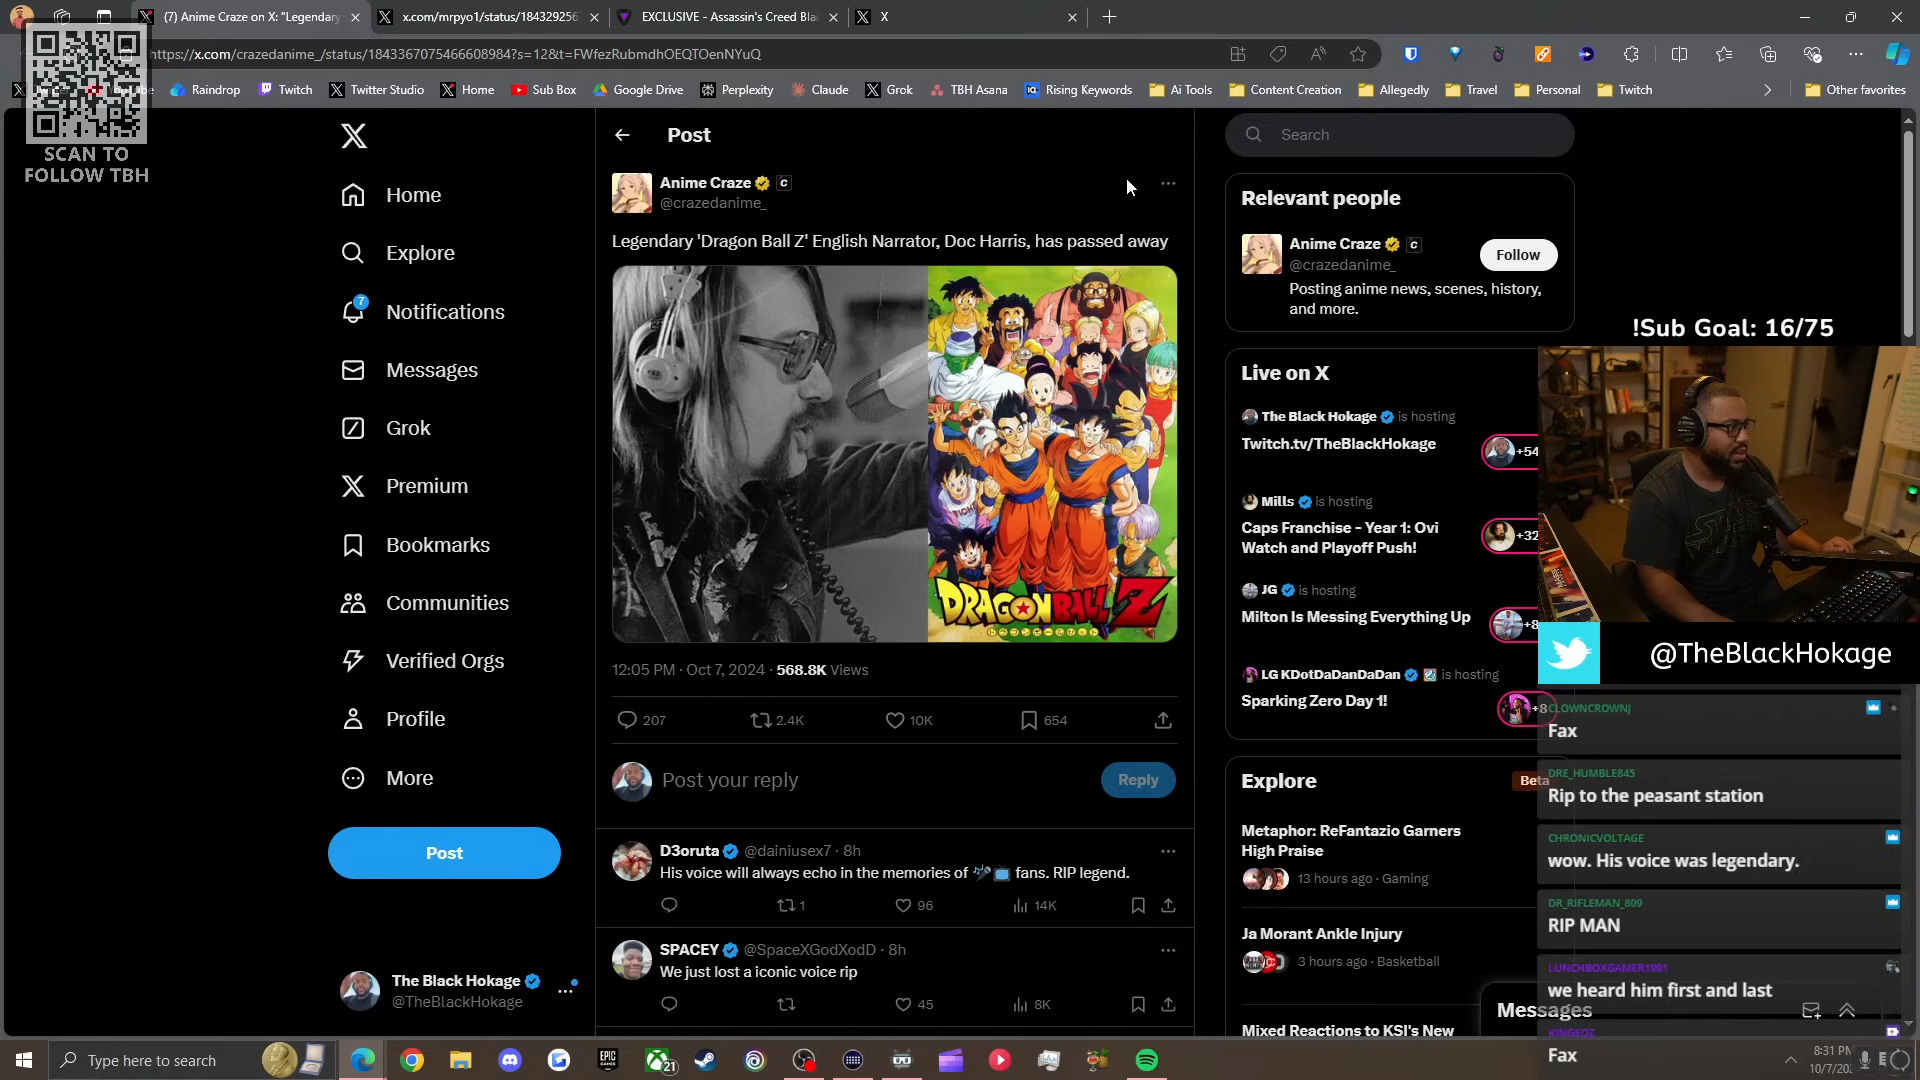 (7) Anime Craze on X: "Legendary
x.com/mrpyo1/status/184329256
EXCLUSIVE - Assassin's Creed Bla
X
https://x.com/crazedanime_/status/1843367075466608984?s=12&t=FWfezRubmdhOEQTOenNYuQ
Raindrop
Twitch
Twitter Studio
Home
Sub Box
Google Drive
Perplexity
Claude
Grok
TBH Asana
Rising Keywords
Ai Tools
Content Creation
Allegedly
Travel
Personal
Twitch
Other favorites
SCAN TO
FOLLOW TBH
Home
Explore
7
Notifications
Messages
Grok
Premium
Bookmarks
Communities
Verified Orgs
Profile
More
Post
The Black Hokage
@TheBlackHokage
Post
Anime Craze
@crazedanime_
Legendary 'Dragon Ball Z' English Narrator, Doc Harris, has passed away
DRAGON BALL Z
12:05 PM · Oct 7, 2024 · 568.8K Views
207 2.4K 10K 654
Post your reply
Reply
D3oruta @dainiusex7 · 8h
His voice will always echo in the memories of 🎤📺 fans. RIP legend.
1 96 14K
SPACEY @SpaceXGodXodD · 8h
We just lost a iconic voice rip
45 8K
Search
Relevant people
Anime Craze
@crazedanime_
Follow
Posting anime news, scenes, history,
and more.
Live on X
The Black Hokage is hosting
Twitch.tv/TheBlackHokage
+54
Mills is hosting
Caps Franchise - Year 1: Ovi
Watch and Playoff Push!
+32
JG is hosting
Milton Is Messing Everything Up
+8
LG KDotDaDanDaDan is hosting
Sparking Zero Day 1!
+8
Explore
Beta
Metaphor: ReFantazio Garners
High Praise
13 hours ago · Gaming
Ja Morant Ankle Injury
3 hours ago · Basketball
Mixed Reactions to KSI's New
Messages
!Sub Goal: 16/75
@TheBlackHokage
CLOWNCROWNJ
Fax
DRE_HUMBLE845
Rip to the peasant station
CHRONICVOLTAGE
wow. His voice was legendary.
DR_RIFLEMAN_809
RIP MAN
LUNCHBOXGAMER1991
we heard him first and last
KINGEOZ
Fax
Type here to search
EPIC
GAMES
21
8:31 PM